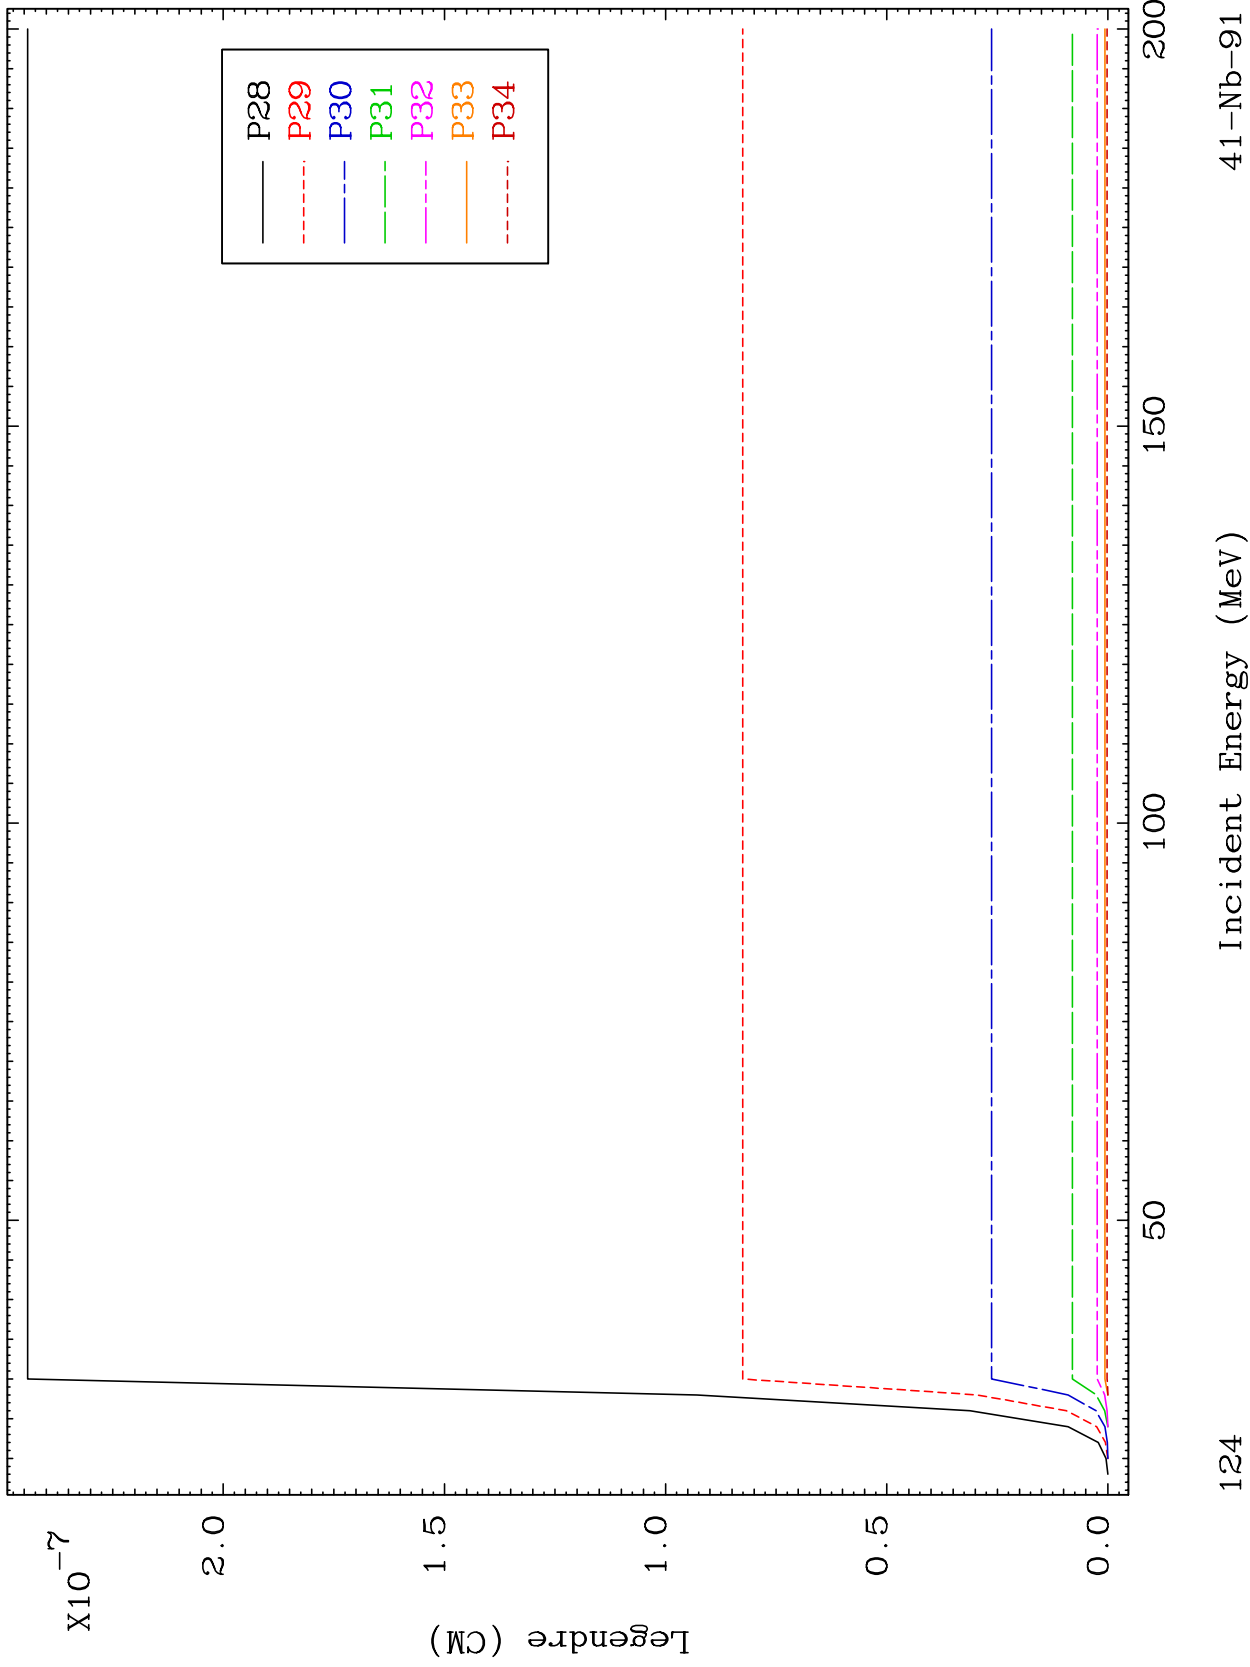 X10-7
2.0
1.5
1.0
0.5
0.0
Legendre (CM)
P28
P29
P30
P31
P32
P33
P34
50
100
150
200
Incident Energy (MeV)
124
41-Nb-91